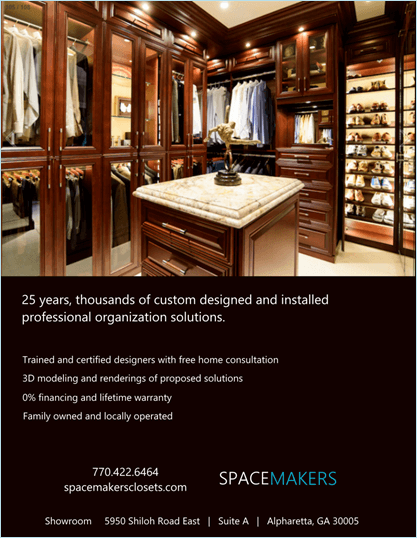 25 years, thousands of custom designed and installed
professional organization solutions.
Trained and certified designers with free home consultation
3D modeling and renderings of proposed solutions
0% financing and lifetime warranty
Family owned and locally operated
770.422.6464
spacemakersclosets.com
SPACEMAKERS
Showroom 5950 Shiloh Road East | Suite A | Alpharetta, GA 30005